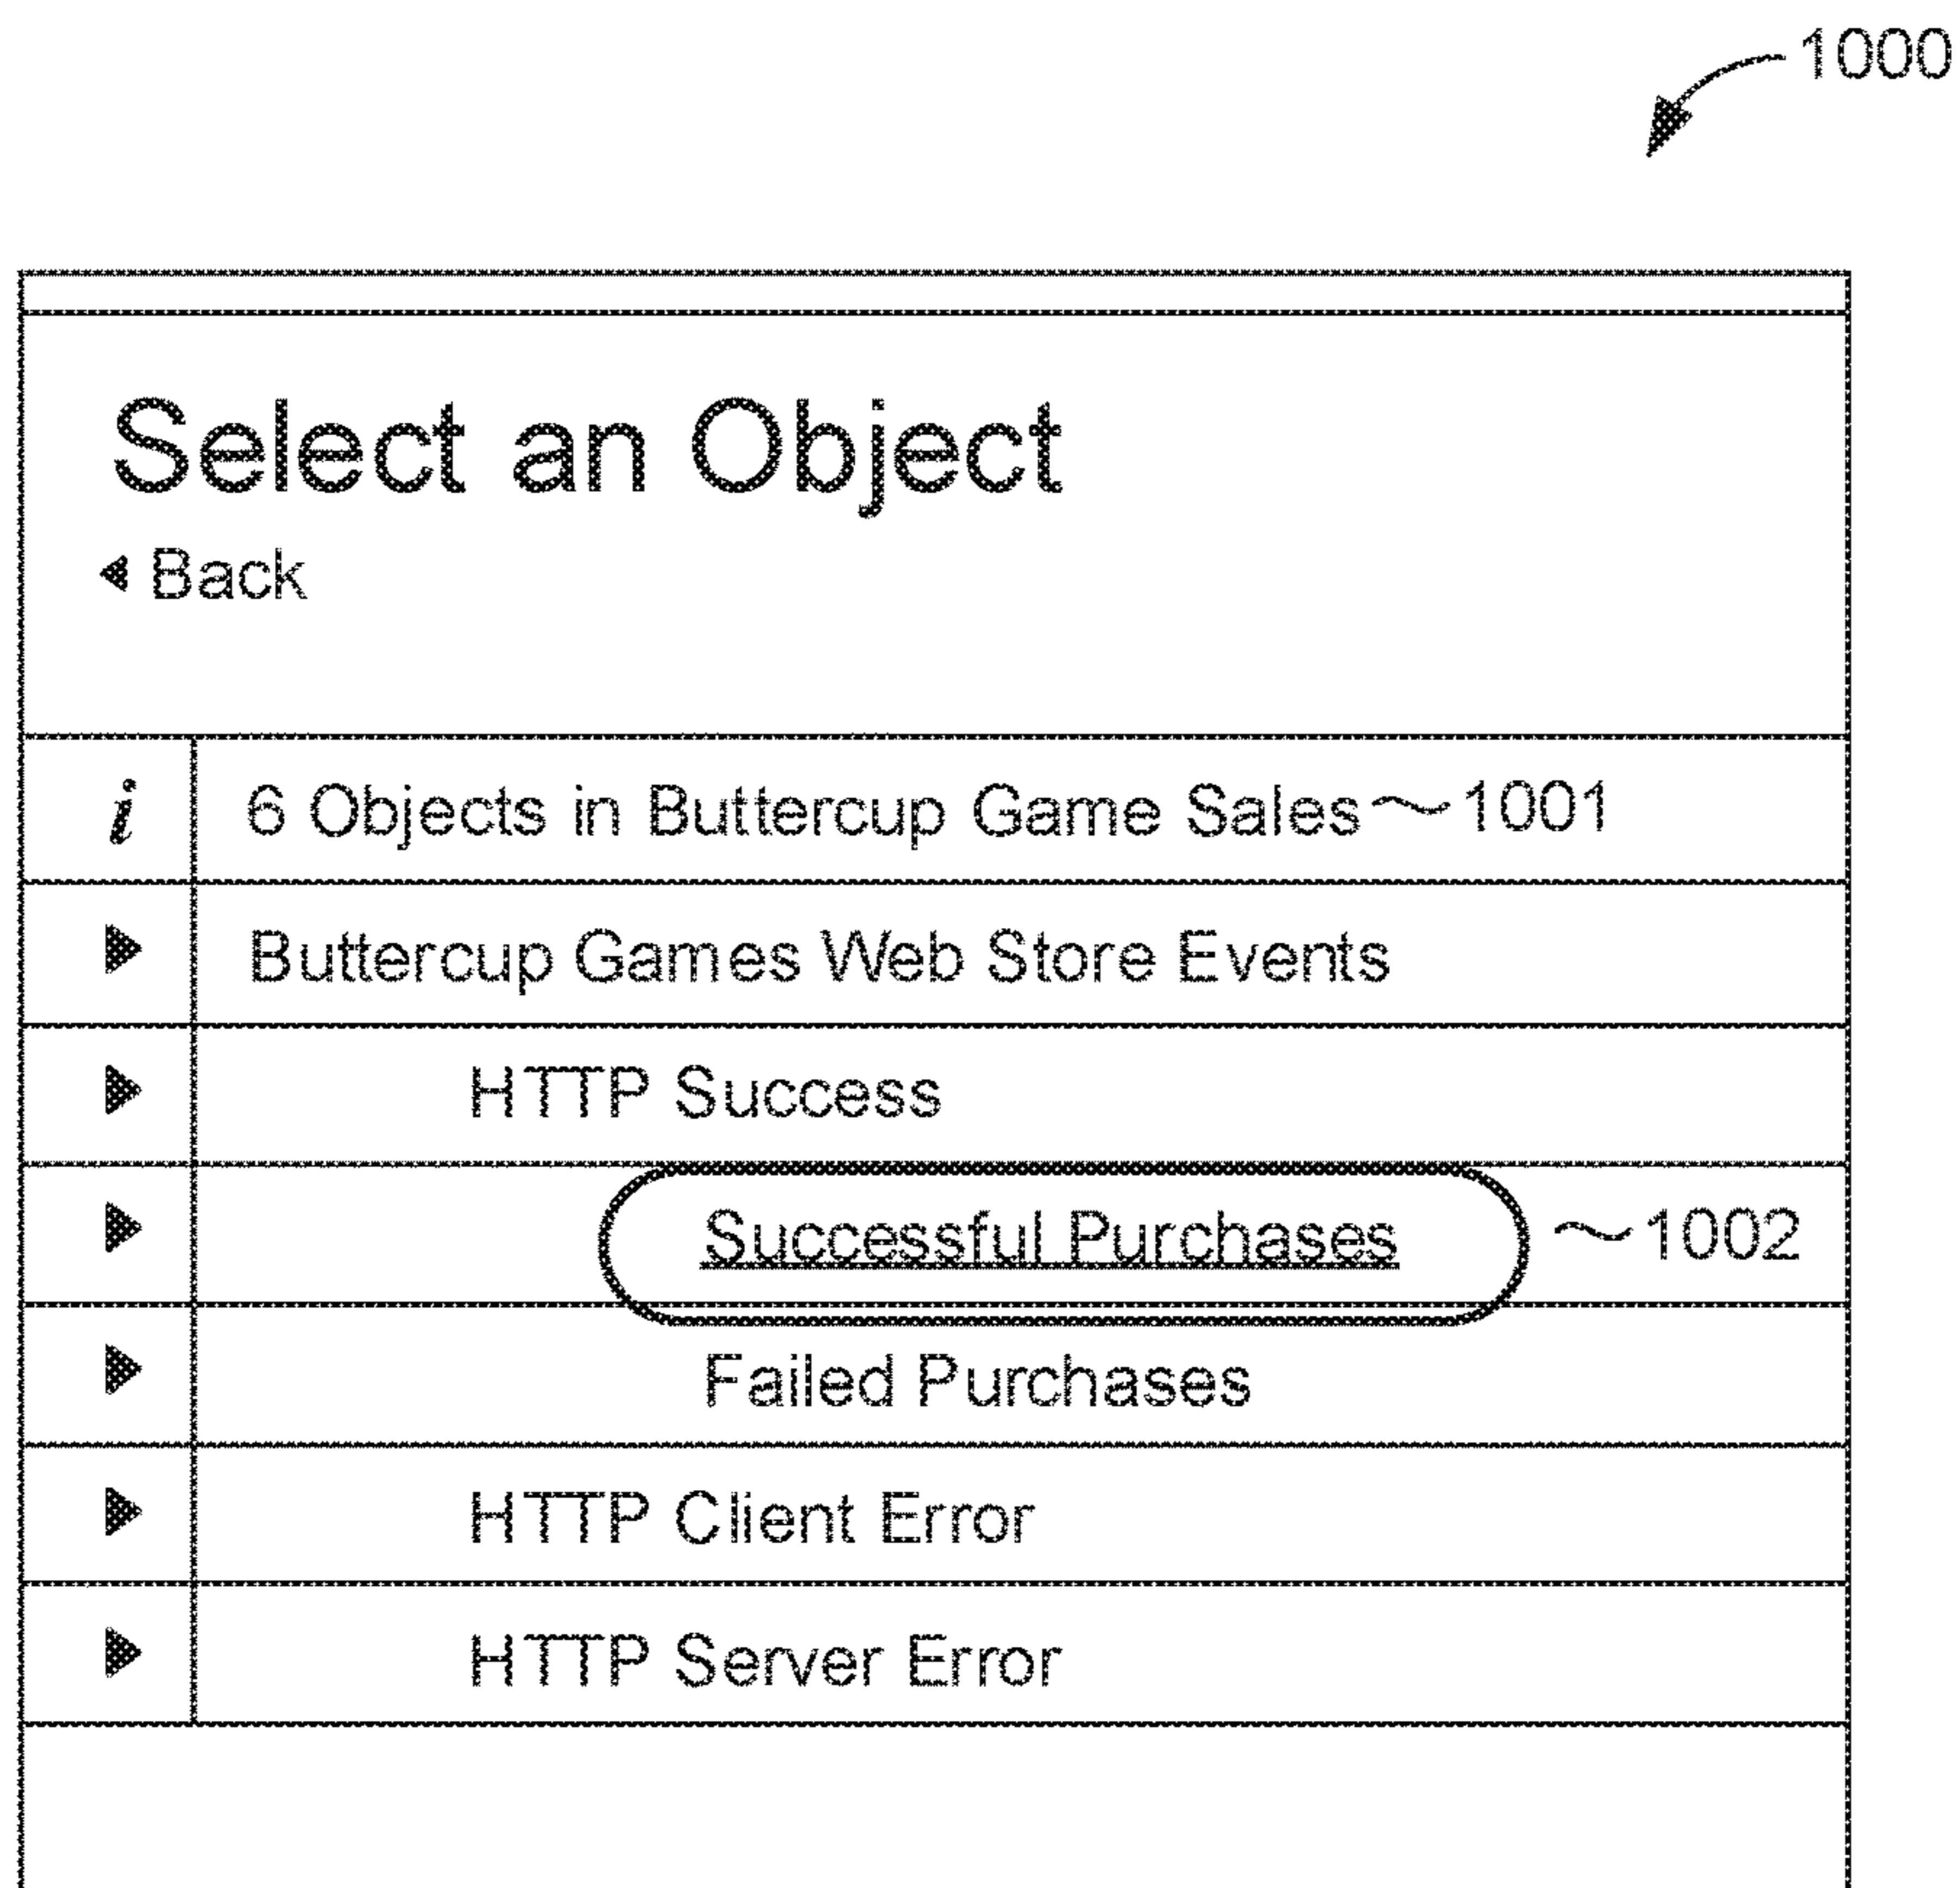 1000
Select an Object
Back
i 6 Objects in Buttercup Game Sales~1001
Buttercup Games Web Store Events
HTTP Success
Successful Purchases ~1002
Failed Purchases
HTTP Client Error
HTTP Server Error